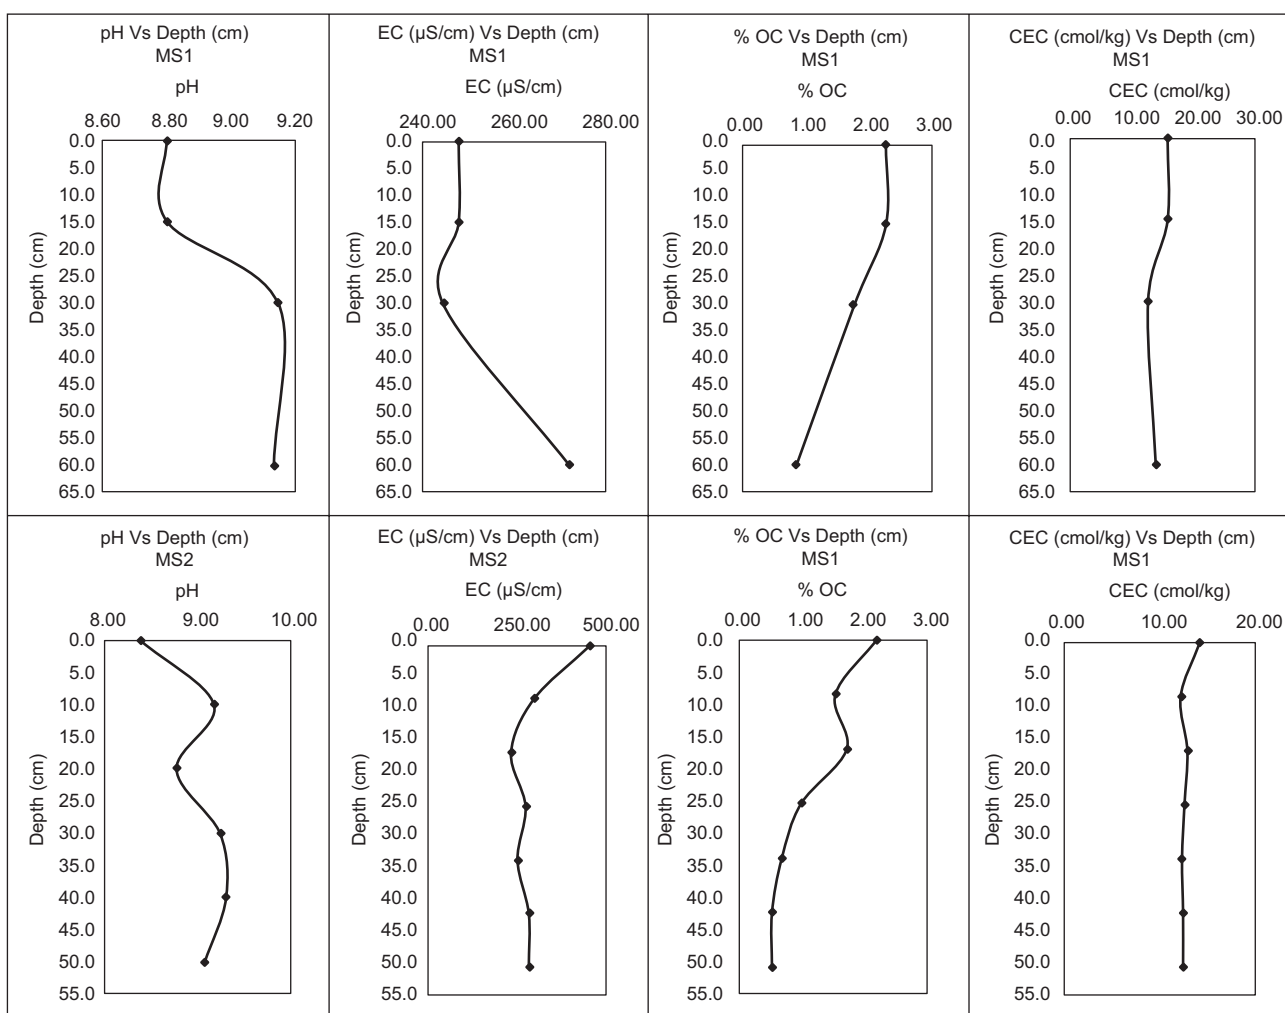 pH Vs Depth (cm)
MS1
pH
8.60 8.80 9.00 9.20
0.0
5.0
10.0
15.0
20.0
25.0
30.0
35.0
40.0
45.0
50.0
55.0
60.0
65.0
Depth (cm)
EC (µS/cm) Vs Depth (cm)
MS1
EC (µS/cm)
240.00 260.00 280.00
0.0
5.0
10.0
15.0
20.0
25.0
30.0
35.0
40.0
45.0
50.0
55.0
60.0
65.0
Depth (cm)
% OC Vs Depth (cm)
MS1
% OC
0.00 1.00 2.00 3.00
0.0
5.0
10.0
15.0
20.0
25.0
30.0
35.0
40.0
45.0
50.0
55.0
60.0
65.0
Depth (cm)
CEC (cmol/kg) Vs Depth (cm)
MS1
CEC (cmol/kg)
0.00 10.00 20.00 30.00
0.0
5.0
10.0
15.0
20.0
25.0
30.0
35.0
40.0
45.0
50.0
55.0
60.0
65.0
Depth (cm)
pH Vs Depth (cm)
MS2
pH
8.00 9.00 10.00
0.0
5.0
10.0
15.0
20.0
25.0
30.0
35.0
40.0
45.0
50.0
55.0
Depth (cm)
EC (µS/cm) Vs Depth (cm)
MS2
EC (µS/cm)
0.00 250.00 500.00
0.0
5.0
10.0
15.0
20.0
25.0
30.0
35.0
40.0
45.0
50.0
55.0
Depth (cm)
% OC Vs Depth (cm)
MS1
% OC
0.00 1.00 2.00 3.00
0.0
5.0
10.0
15.0
20.0
25.0
30.0
35.0
40.0
45.0
50.0
55.0
Depth (cm)
CEC (cmol/kg) Vs Depth (cm)
MS1
CEC (cmol/kg)
0.00 10.00 20.00
0.0
5.0
10.0
15.0
20.0
25.0
30.0
35.0
40.0
45.0
50.0
55.0
Depth (cm)